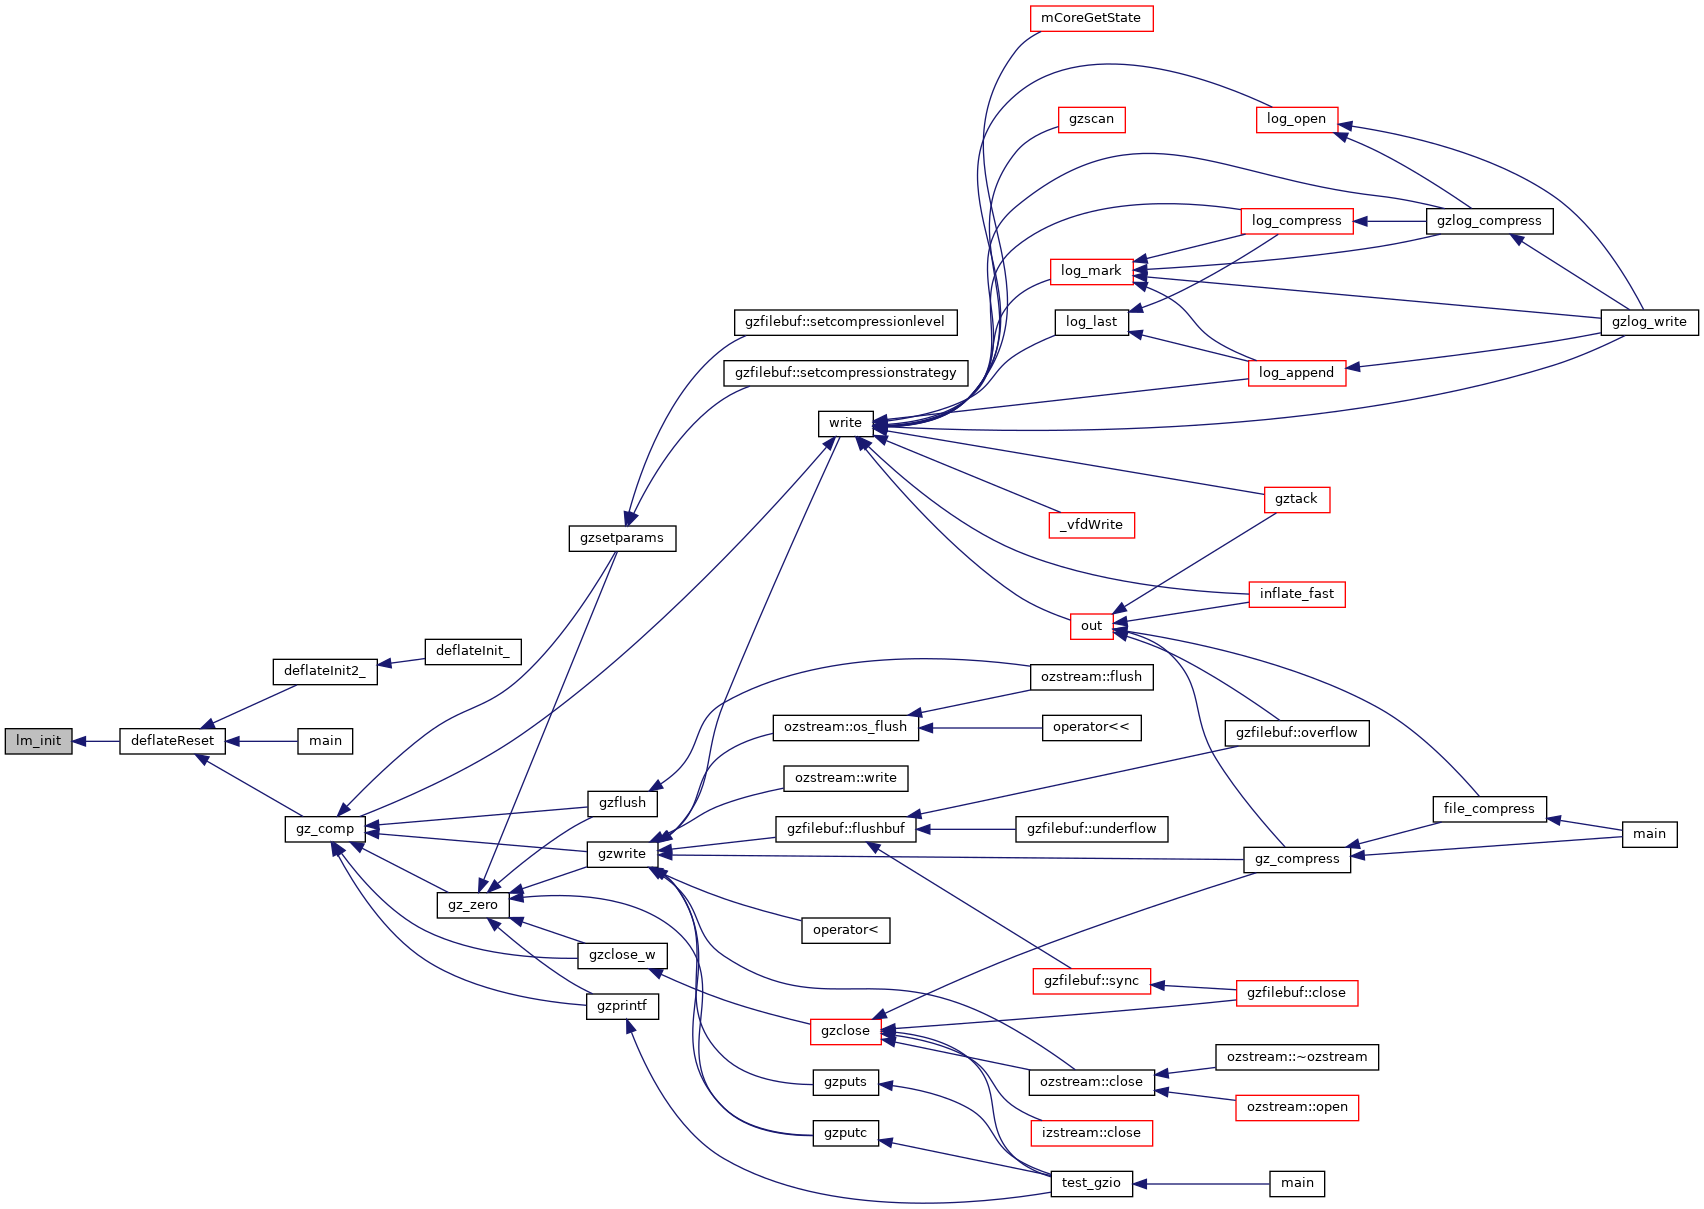 mCoreGetState
gzscan
log_open
log_compress
gzlog_compress
log_mark
gzfilebuf::setcompressionlevel
log_last
gzlog_write
gzfilebuf::setcompressionstrategy
log_append
write
gztack
_vfdWrite
gzsetparams
inflate_fast
out
deflateInit_
deflateInit2_
ozstream::flush
lm_init
deflateReset
main
ozstream::os_flush
operator<<
gzfilebuf::overflow
ozstream::write
gzflush
file_compress
gz_comp
gzfilebuf::flushbuf
gzfilebuf::underflow
main
gzwrite
gz_compress
gz_zero
operator<
gzclose_w
gzfilebuf::sync
gzfilebuf::close
gzprintf
gzclose
ozstream::~ozstream
gzputs
ozstream::close
ozstream::open
gzputc
izstream::close
test_gzio
main